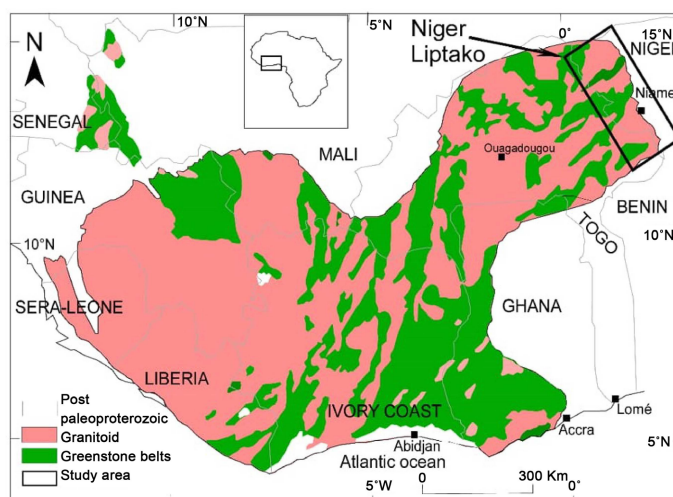 10°N
5°N
0°
15°N
N
Niger
Liptako
NIGER
Niamey
SENEGAL
MALI
Ouagadougou
GUINEA
BENIN
TOGO
10°N
10°N
SERA-LEONE
GHANA
LIBERIA
IVORY COAST
Post
paleoproterozoic
Granitoid
Greenstone belts
Study area
Abidjan
Accra
Lomé
5°N
Atlantic ocean
5°W
0
300 Km
0°